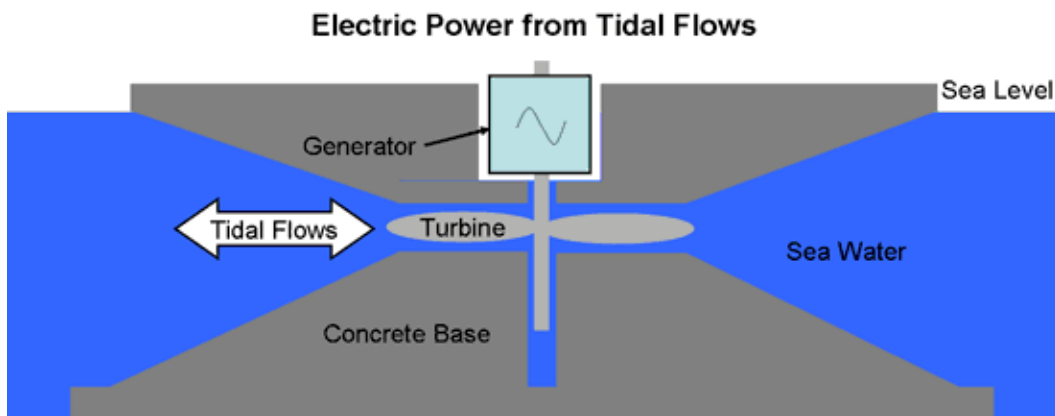 Electric Power from Tidal Flows
Sea Level
Generator
Tidal Flows
Turbine
Sea Water
Concrete Base